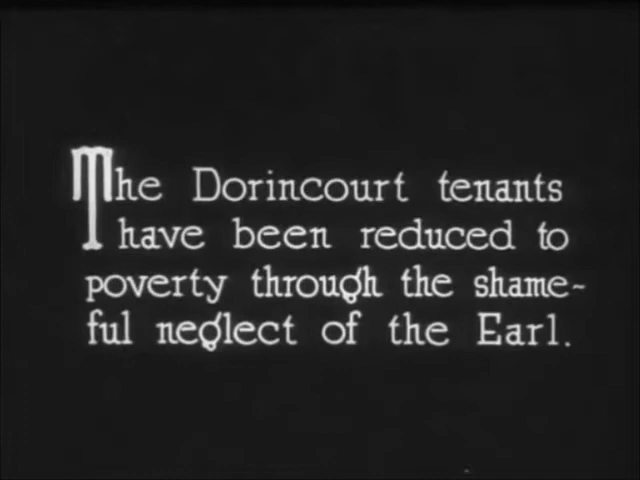 The Dorincourt tenants
have been reduced to
poverty through the shame-
ful neglect of the Earl.